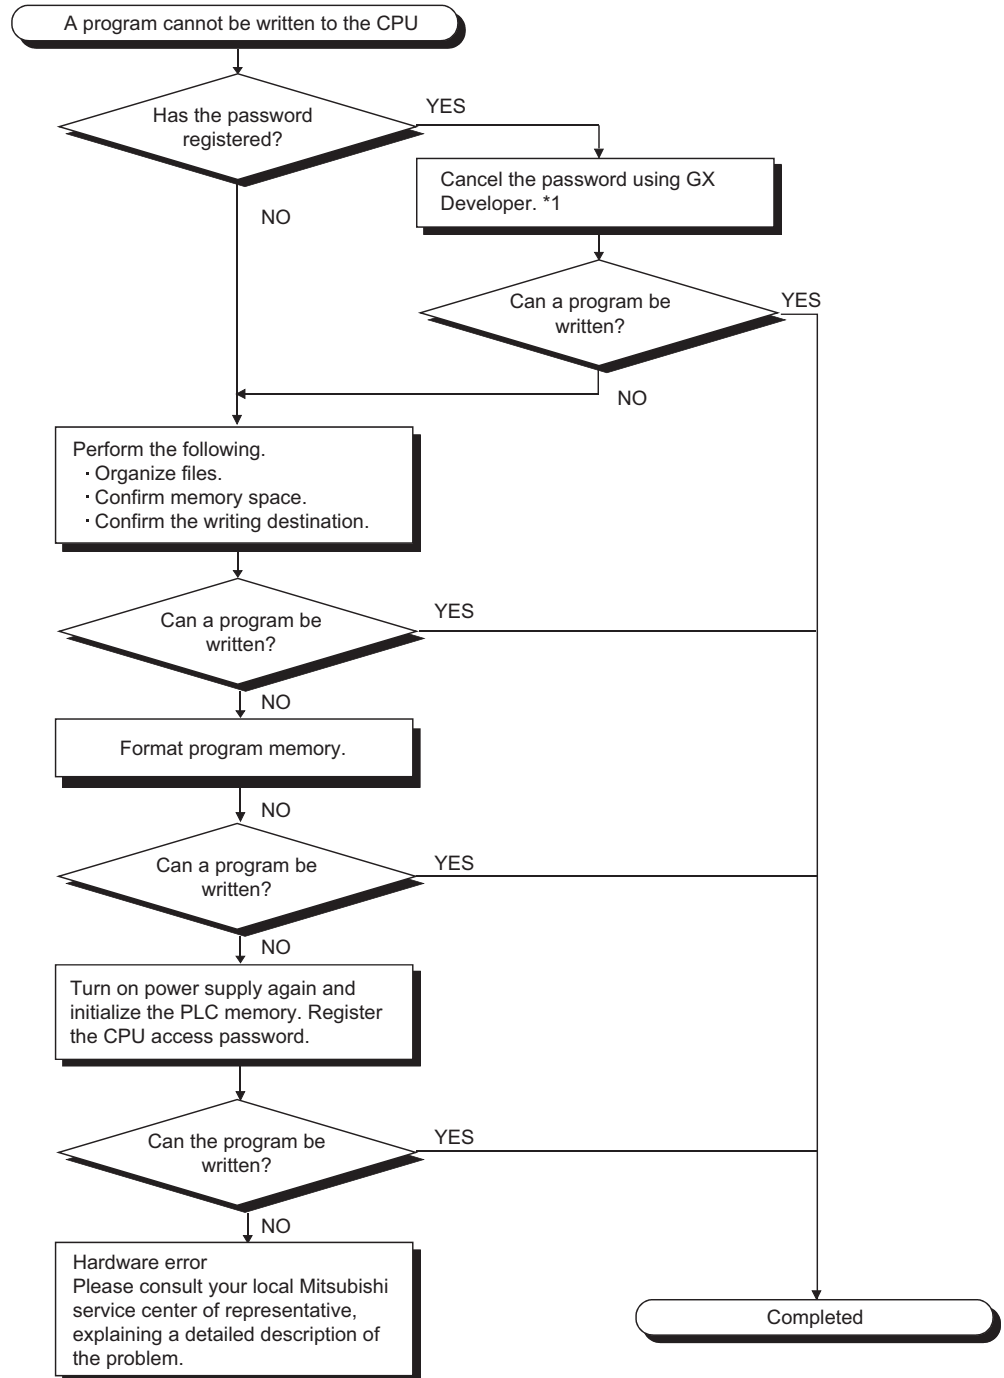 A program cannot be written to the CPU
Has the password
registered?
YES
Cancel the password using GX
Developer. *1
NO
Can a program be
written?
YES
NO
Perform the following.
· Organize files.
· Confirm memory space.
· Confirm the writing destination.
Can a program be
written?
YES
NO
Format program memory.
NO
Can a program be
written?
YES
NO
Turn on power supply again and
initialize the PLC memory. Register
the CPU access password.
Can the program be
written?
YES
NO
Hardware error
Please consult your local Mitsubishi
service center of representative,
explaining a detailed description of
the problem.
Completed